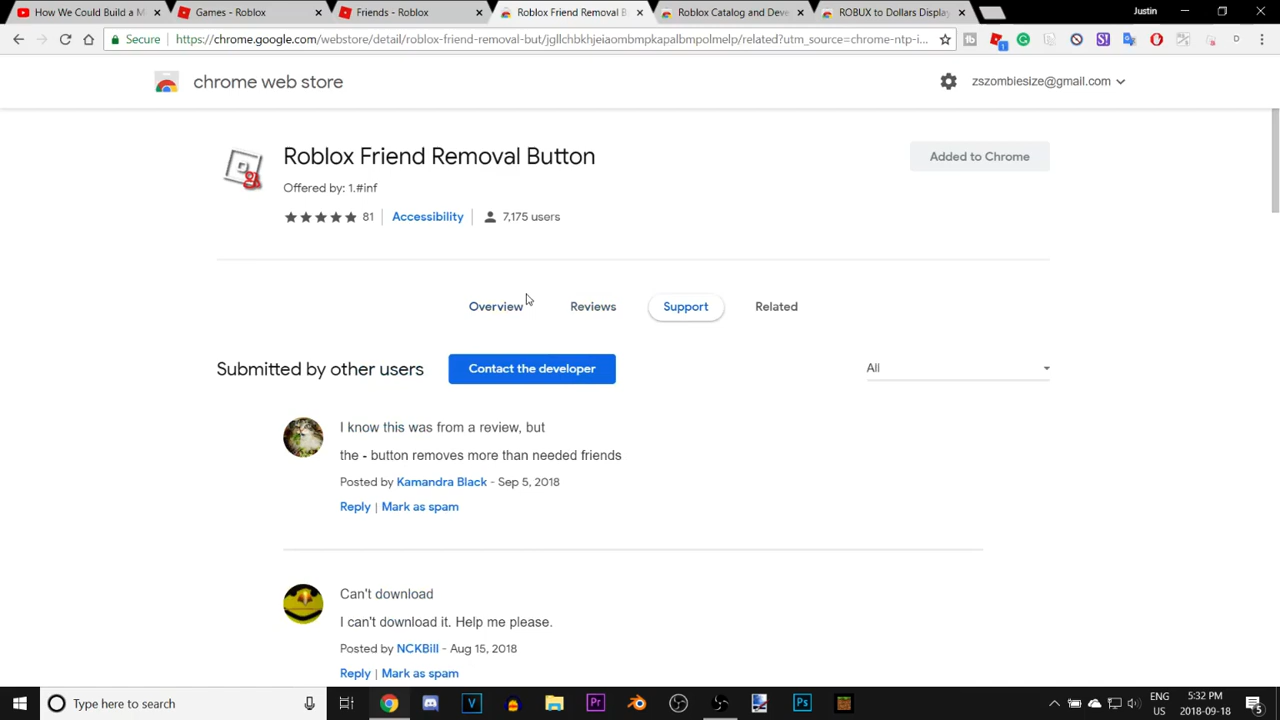 How We Could Build a M
Games - Roblox
Friends - Roblox
Roblox Friend Removal B
Roblox Catalog and Deve
ROBUX to Dollars Display
Justin
Secure
https://chrome.google.com/webstore/detail/roblox-friend-removal-but/jgllchbkhjeiaombmpkapalbmpolmelp/related?utm_source=chrome-ntp-i...
chrome web store
zszombiesize@gmail.com
Roblox Friend Removal Button
Added to Chrome
Offered by: 1.#inf
81
Accessibility
7,175 users
Overview
Reviews
Support
Related
Submitted by other users
Contact the developer
All
I know this was from a review, but
the - button removes more than needed friends
Posted by Kamandra Black - Sep 5, 2018
Reply | Mark as spam
Can't download
I can't download it. Help me please.
Posted by NCKBill - Aug 15, 2018
Reply | Mark as spam
Type here to search
ENG
US
5:32 PM
2018-09-18